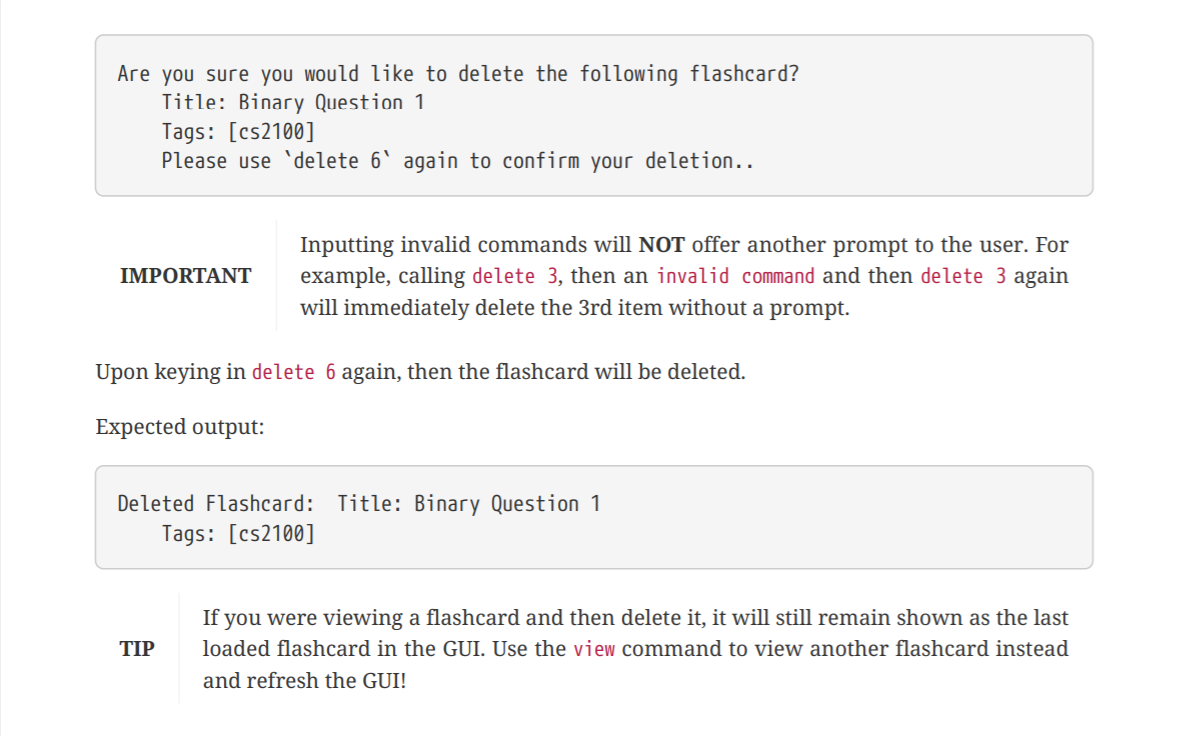 Are you sure you would like to delete the following flashcard?
Title: Binary Question 1
Tags: [cs2100]
Please use `delete 6` again to confirm your deletion..
IMPORTANT
Inputting invalid commands will NOT offer another prompt to the user. For
example, calling delete 3, then an invalid command and then delete 3 again
will immediately delete the 3rd item without a prompt.
Upon keying in delete 6 again, then the flashcard will be deleted.
Expected output:
Deleted Flashcard:  Title: Binary Question 1
Tags: [cs2100]
TIP
If you were viewing a flashcard and then delete it, it will still remain shown as the last
loaded flashcard in the GUI. Use the view command to view another flashcard instead
and refresh the GUI!